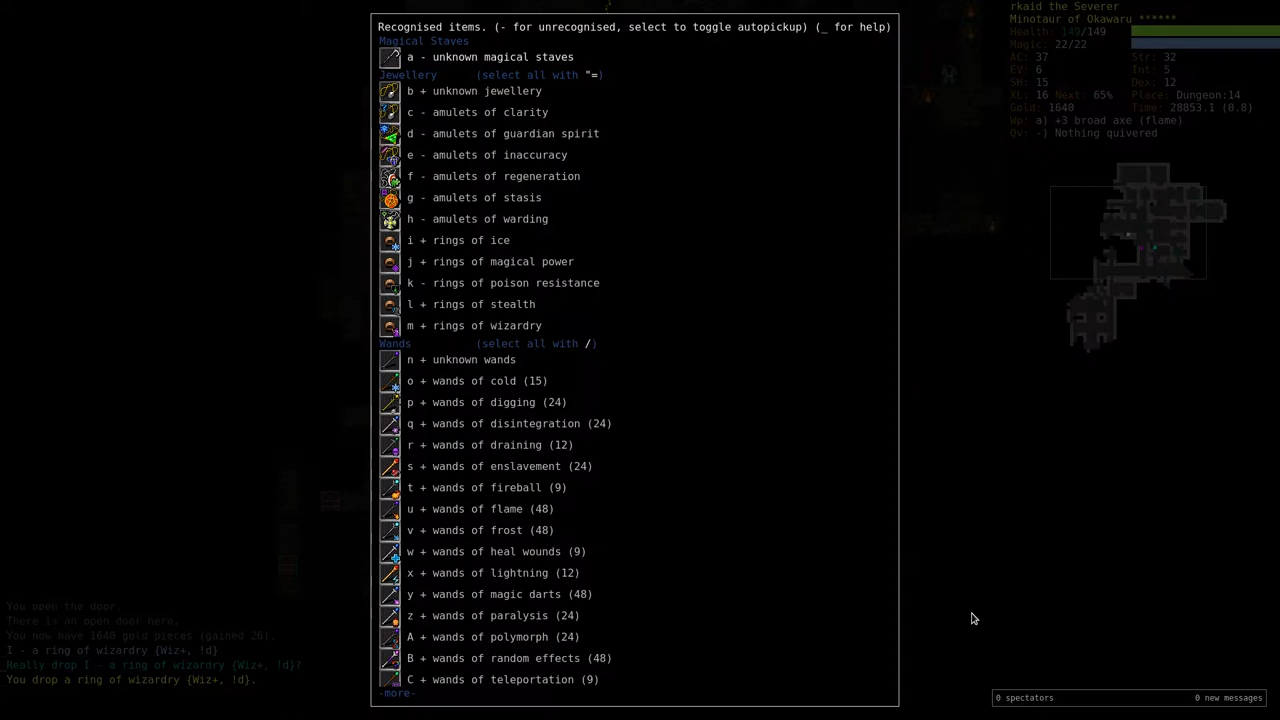 Recognised items. (- for unrecognised, select to toggle autopickup) (_ for help)
Magical Staves
a - unknown magical staves
Jewellery (select all with "=)
b + unknown jewellery
c - amulets of clarity
d - amulets of guardian spirit
e - amulets of inaccuracy
f - amulets of regeneration
g - amulets of stasis
h - amulets of warding
i + rings of ice
j + rings of magical power
k - rings of poison resistance
l + rings of stealth
m + rings of wizardry
Wands (select all with /)
n + unknown wands
o + wands of cold (15)
p + wands of digging (24)
q + wands of disintegration (24)
r + wands of draining (12)
s + wands of enslavement (24)
t + wands of fireball (9)
u + wands of flame (48)
v + wands of frost (48)
w + wands of heal wounds (9)
x + wands of lightning (12)
y + wands of magic darts (48)
z + wands of paralysis (24)
A + wands of polymorph (24)
B + wands of random effects (48)
C + wands of teleportation (9)
-more-
rkaid the Severer
Minotaur of Okawaru ******
Health: 149/149
Magic: 22/22
AC: 37 Str: 32
EV: 6 Int: 5
SH: 15 Dex: 12
XL: 16 Next: 65% Place: Dungeon:14
Gold: 1640 Time: 28853.1 (0.8)
Wp: a) +3 broad axe (flame)
Qv: -) Nothing quivered
You open the door.
There is an open door here.
You now have 1640 gold pieces (gained 26).
I - a ring of wizardry {Wiz+, !d}
Really drop I - a ring of wizardry {Wiz+, !d}?
You drop a ring of wizardry {Wiz+, !d}.
0 spectators 0 new messages